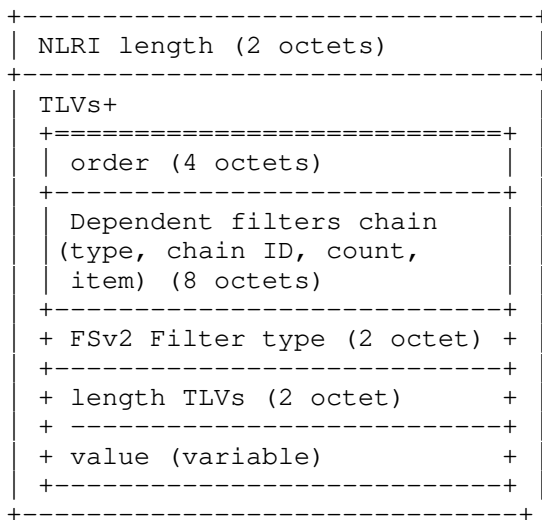 NLRI length (2 octets)
TLVs+
order (4 octets)
Dependent filters chain
(type, chain ID, count,
item) (8 octets)
+ FSv2 Filter type (2 octet) +
+ length TLVs (2 octet) +
+ value (variable) +